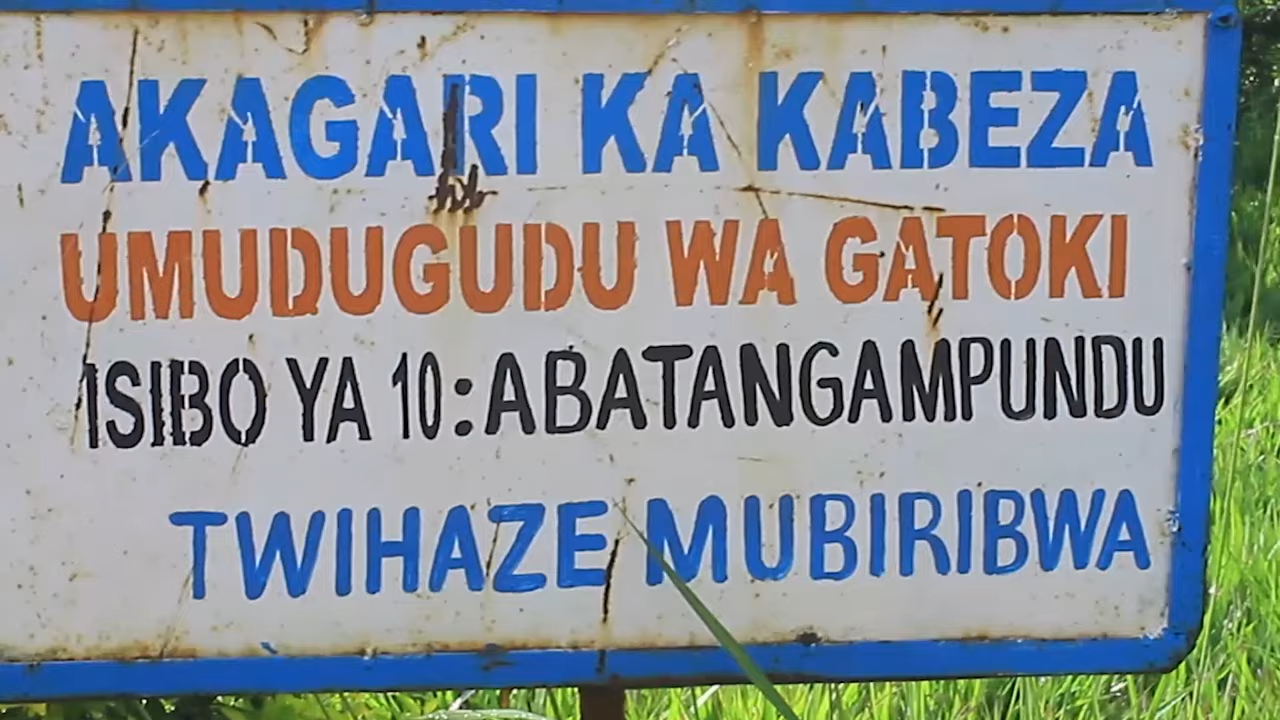 AKAGARI KA KABEZA
UMUDUGUDU WA GATOKI
ISIBO YA 10:ABATANGAMPUNDU
TWIHAZE MUBIRIBWA